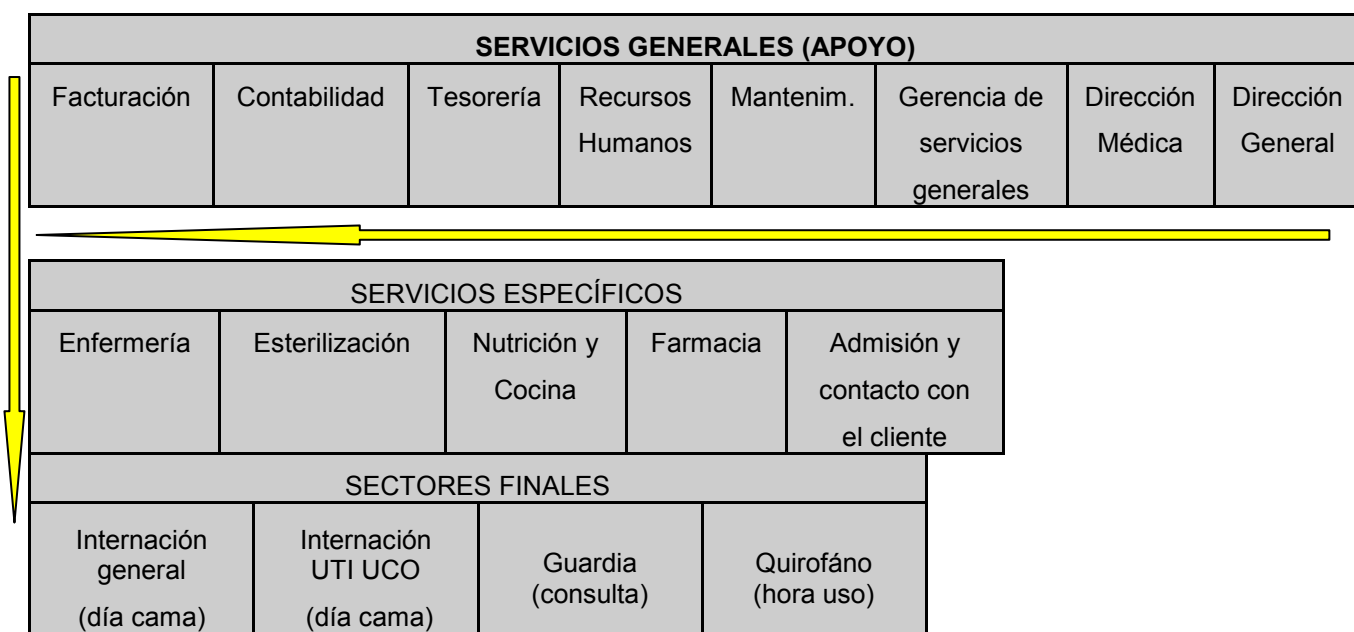 SERVICIOS GENERALES (APOYO)
Facturación
Contabilidad
Tesorería
Recursos
Humanos
Mantenim.
Gerencia de
servicios
generales
Dirección
Médica
Dirección
General
SERVICIOS ESPECÍFICOS
Enfermería
Esterilización
Nutrición y
Cocina
Farmacia
Admisión y
contacto con
el cliente
SECTORES FINALES
Internación
general
(día cama)
Internación
UTI UCO
(día cama)
Guardia
(consulta)
Quirofáno
(hora uso)